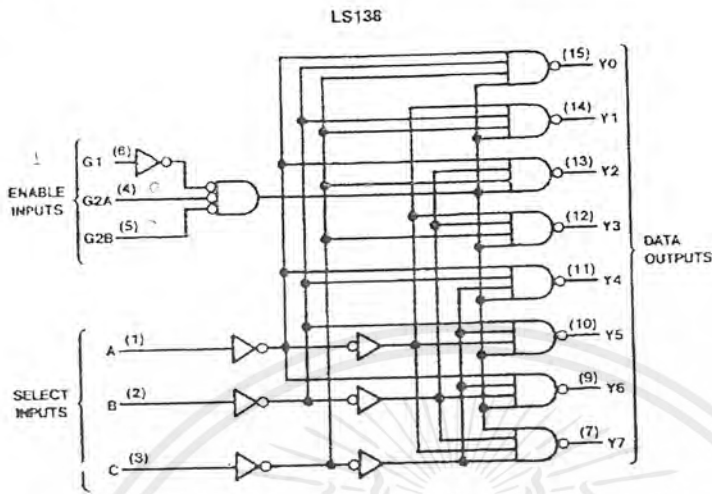 LS138
(15) Y0
(14) Y1
(13) Y2
(12) Y3
(11) Y4
(10) Y5
(9) Y6
(7) Y7
DATA
OUTPUTS
1
G1 (6)
ENABLE
INPUTS
G2A (4)
G2B (5)
SELECT
INPUTS
A (1)
B (2)
C (3)